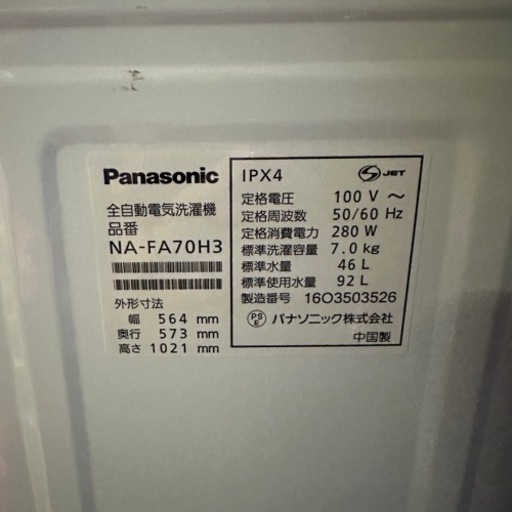 Panasonic
全自動電気洗濯機
品番
NA-FA70H3
外形寸法
幅 564 mm
奥行 573 mm
高さ 1021 mm
IPX4
S JET
定格電圧 100 V ～
定格周波数 50/60 Hz
定格消費電力 280 W
標準洗濯容量 7.0 kg
標準水量 46 L
標準使用水量 92 L
製造番号 16O3503526
PSE パナソニック株式会社
中国製